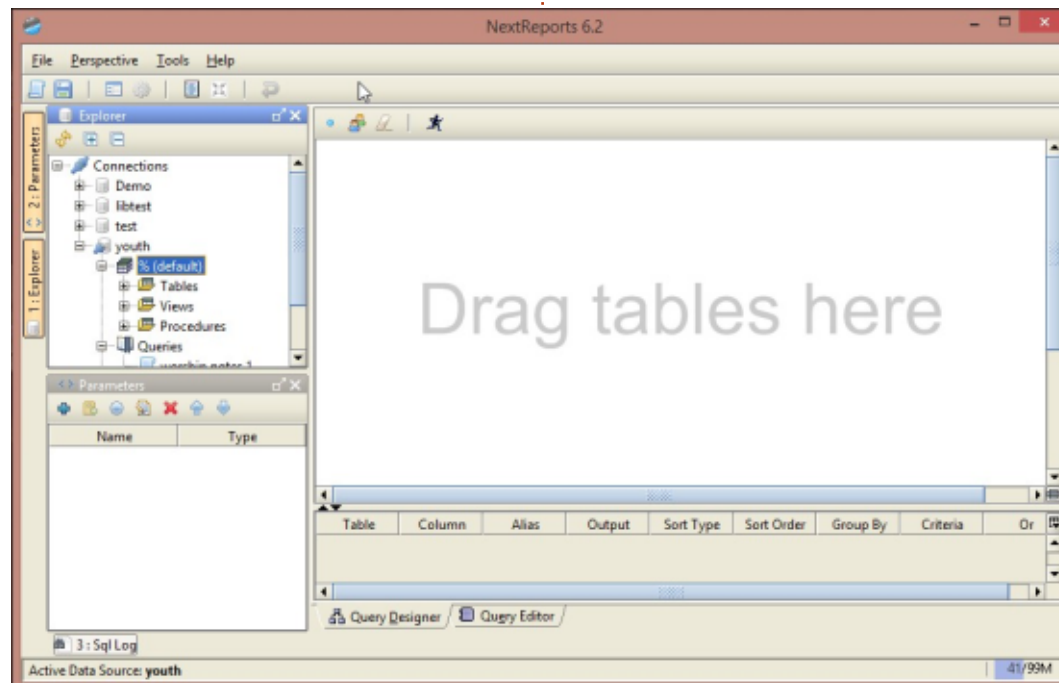 NextReports 6.2
File Perspective Tools Help
Explorer
Connections
Demo
libtest
test
youth
% (default)
Tables
Views
Procedures
Queries
2 : Parameters
1 : Explorer
Drag tables here
Parameters
Name Type
Table Column Alias Output Sort Type Sort Order Group By Criteria Or
Query Designer Query Editor
3 : Sql Log
Active Data Source: youth
41/99M